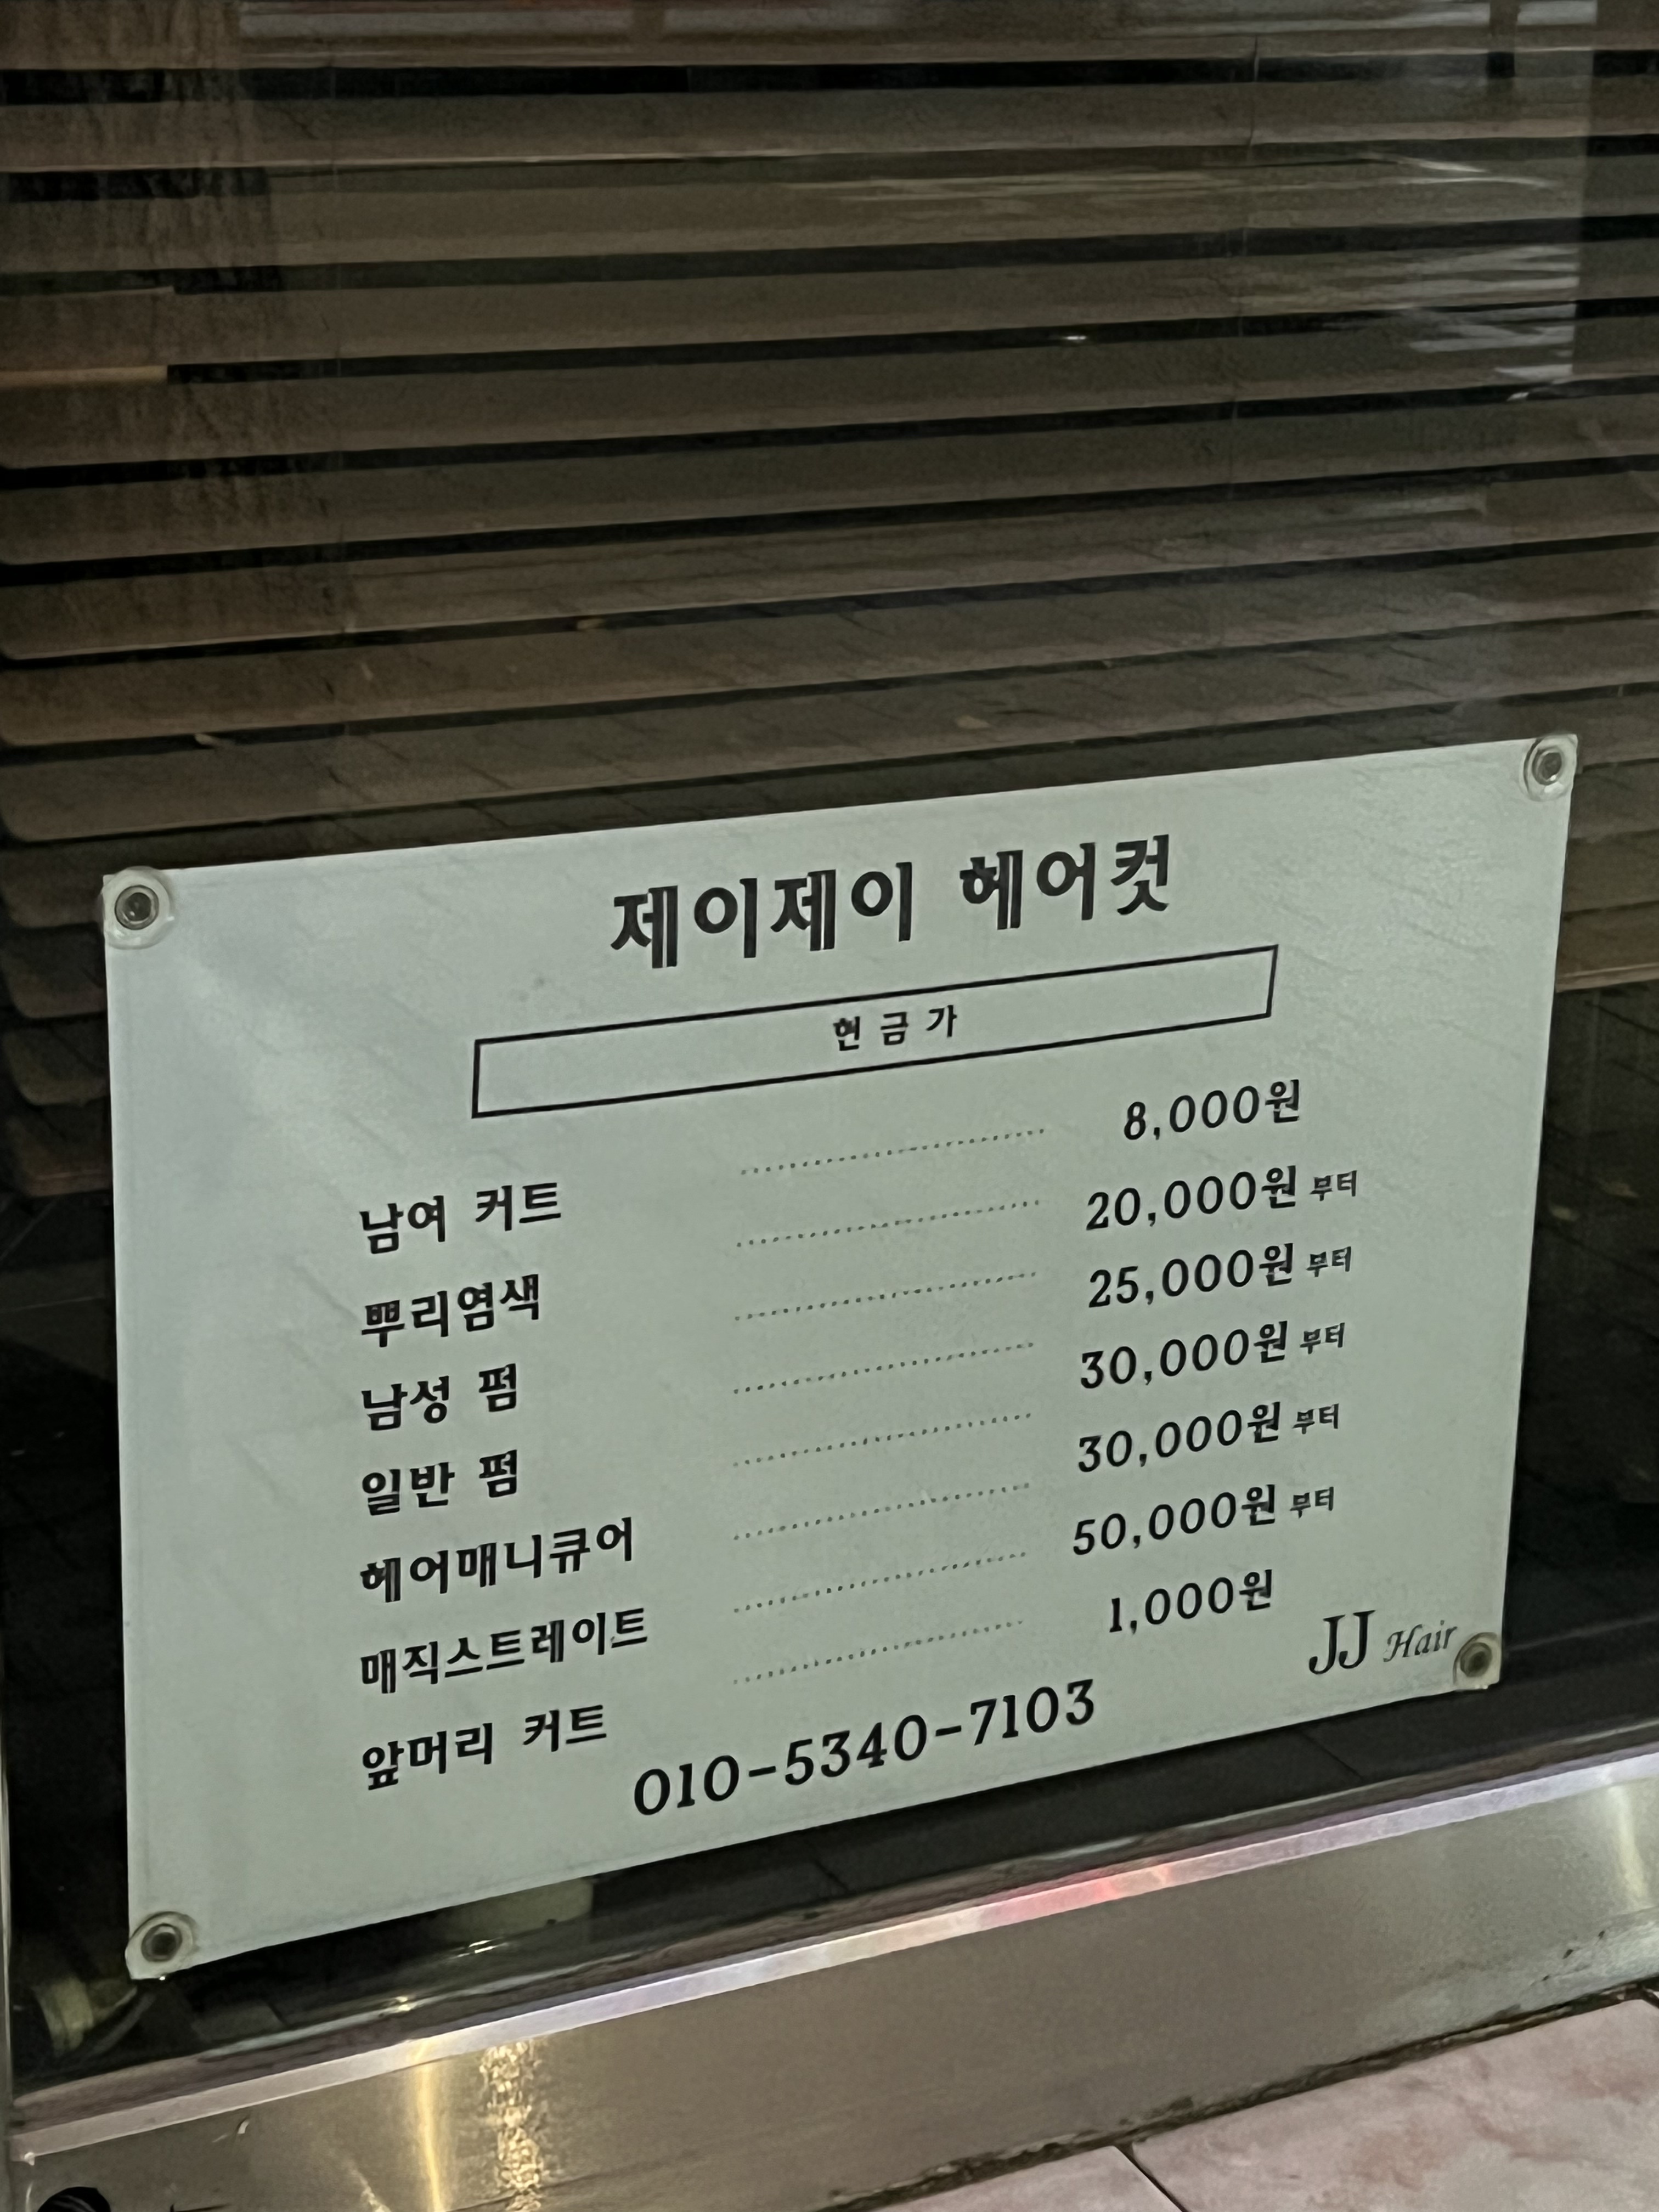 제이제이 헤어컷
현금가
남여 커트 8,000원
뿌리염색 20,000원 부터
남성 펌 25,000원 부터
일반 펌 30,000원 부터
헤어매니큐어 30,000원 부터
매직스트레이트 50,000원 부터
앞머리 커트 1,000원
010-5340-7103
JJ Hair